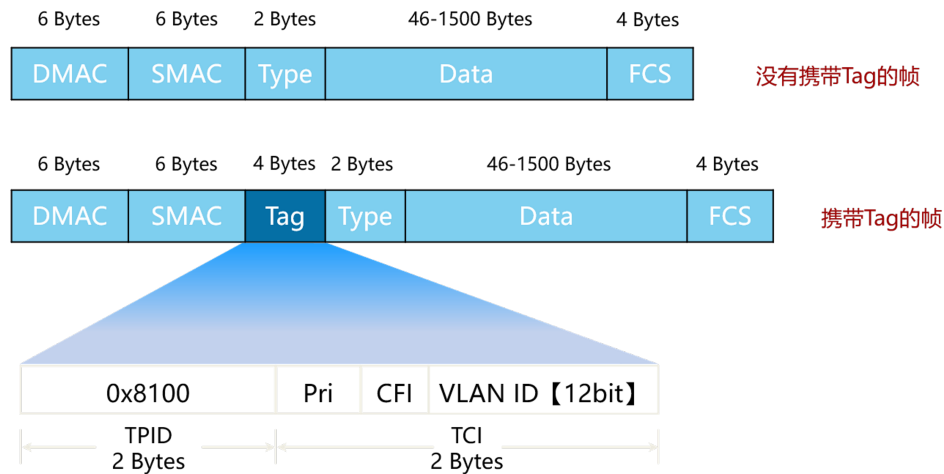 6 Bytes 6 Bytes 2 Bytes 46-1500 Bytes 4 Bytes
DMAC SMAC Type Data FCS 没有携带Tag的帧
6 Bytes 6 Bytes 4 Bytes 2 Bytes 46-1500 Bytes 4 Bytes
DMAC SMAC Tag Type Data FCS 携带Tag的帧
0x8100 Pri CFI VLAN ID【12bit】
TPID TCI
2 Bytes 2 Bytes